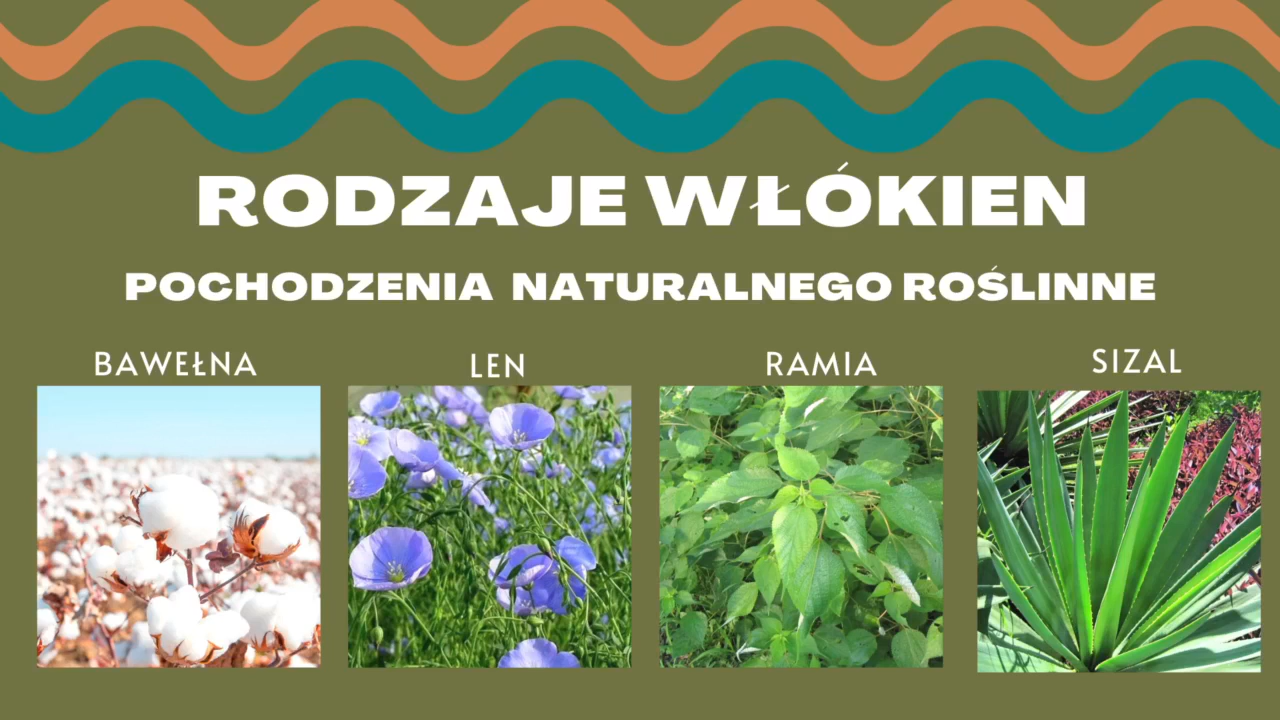 RODZAJE WŁÓKIEN
POCHODZENIA NATURALNEGO ROŚLINNE
BAWEŁNA
LEN
RAMIA
SIZAL